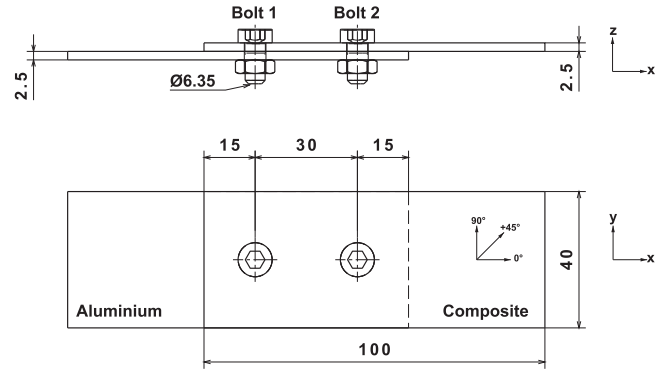 Bolt 1
Bolt 2
z
x
2.5
Ø6.35
2.5
15
30
15
90°
+45°
0°
y
x
40
Aluminium
Composite
100